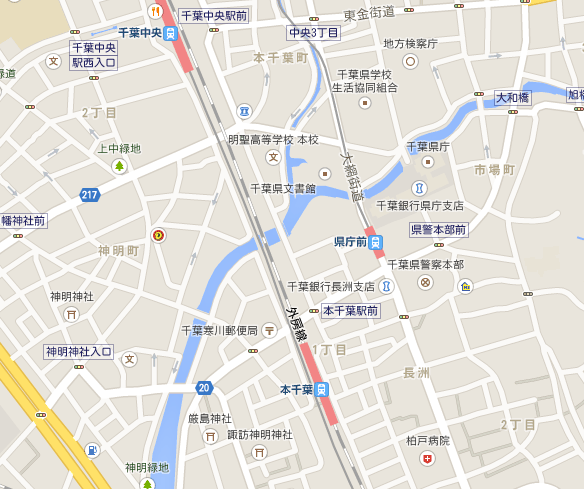 千葉中央駅前
東金街道
千葉中央
中央3丁目
千葉中央
駅西入口
本千葉町
地方検察庁
千葉県学校
生活協同組合
大和橋
2丁目
明聖高等学校 本校
上中緑地
大網街道
千葉県庁
市場町
千葉県文書館
217
千葉銀行県庁支店
幡神社前
県警本部前
県庁前
神明町
千葉県警察本部
千葉銀行長洲支店
神明神社
外房線
本千葉駅前
千葉寒川郵便局
1丁目
神明神社入口
長洲
20
本千葉
厳島神社
諏訪神明神社
2丁目
柏戸病院
神明緑地